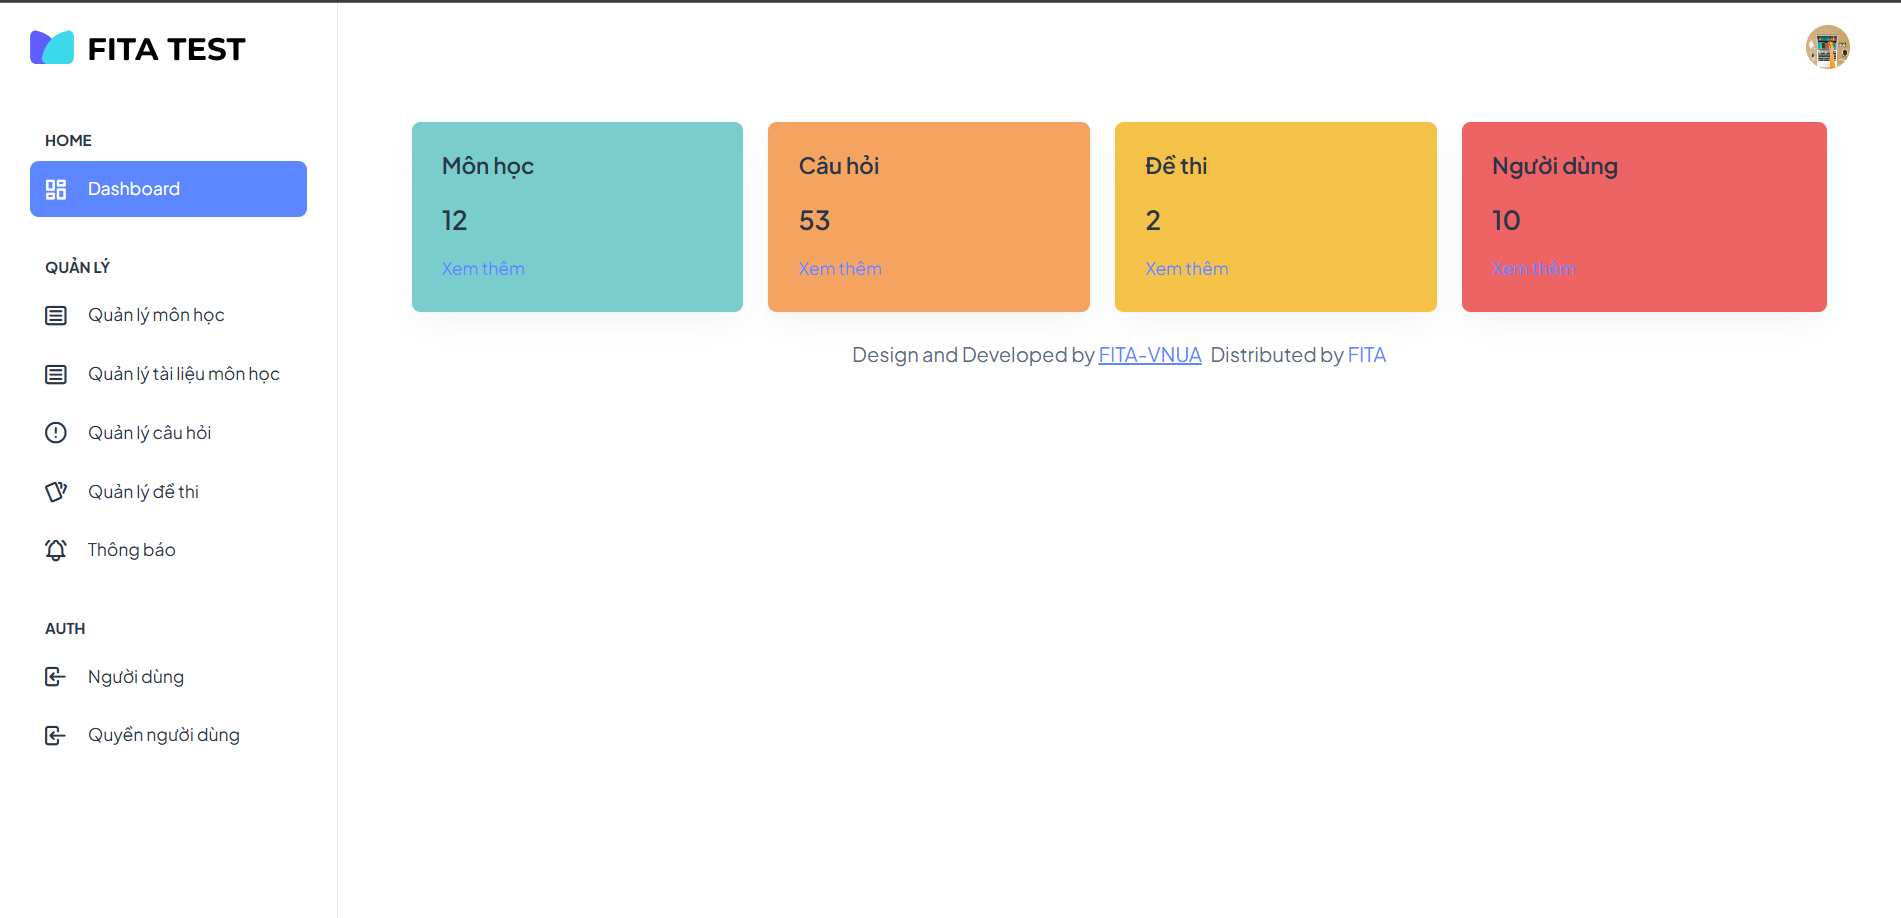 FITA TEST
HOME
Dashboard
QUẢN LÝ
Quản lý môn học
Quản lý tài liệu môn học
Quản lý câu hỏi
Quản lý đề thi
Thông báo
AUTH
Người dùng
Quyền người dùng
Môn học
12
Xem thêm
Câu hỏi
53
Xem thêm
Đề thi
2
Xem thêm
Người dùng
10
Xem thêm
Design and Developed by FITA-VNUA Distributed by FITA